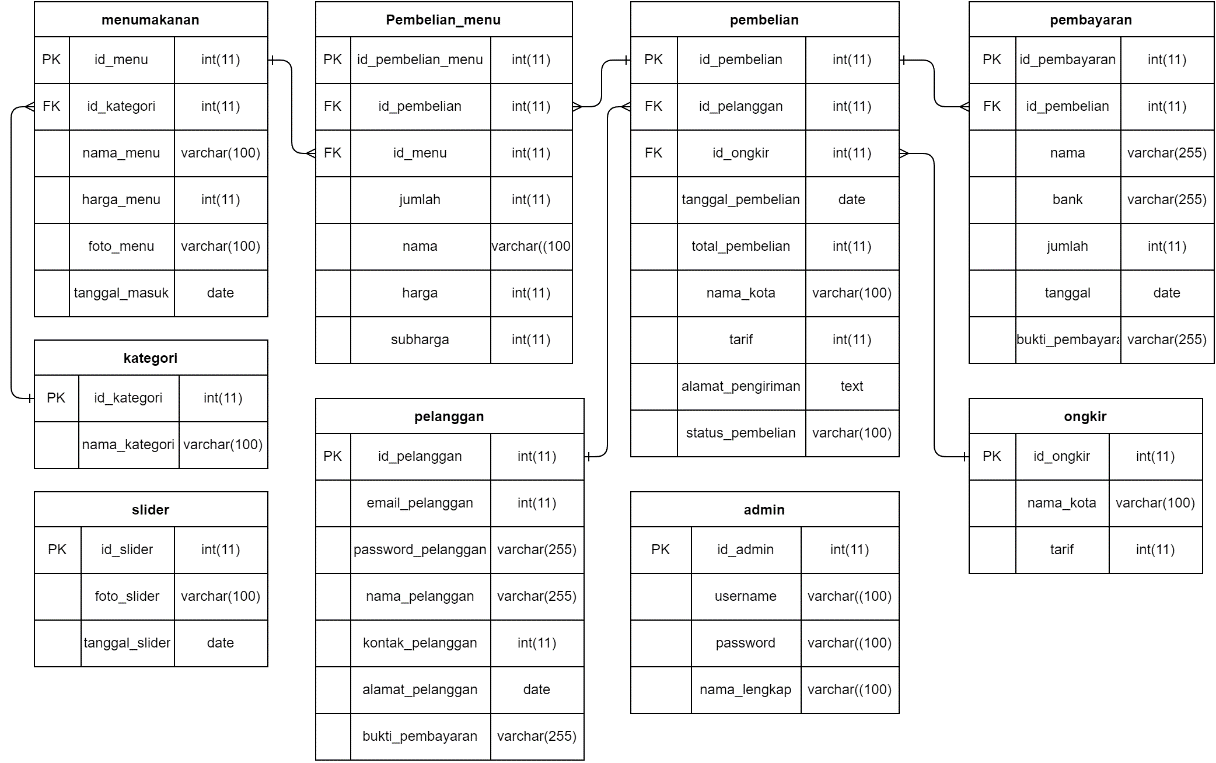 menumakanan
PK id_menu int(11)
FK id_kategori int(11)
nama_menu varchar(100)
harga_menu int(11)
foto_menu varchar(100)
tanggal_masuk date
kategori
PK id_kategori int(11)
nama_kategori varchar(100)
slider
PK id_slider int(11)
foto_slider varchar(100)
tanggal_slider date
Pembelian_menu
PK id_pembelian_menu int(11)
FK id_pembelian int(11)
FK id_menu int(11)
jumlah int(11)
nama varchar((100
harga int(11)
subharga int(11)
pelanggan
PK id_pelanggan int(11)
email_pelanggan int(11)
password_pelanggan varchar(255)
nama_pelanggan varchar(255)
kontak_pelanggan int(11)
alamat_pelanggan date
bukti_pembayaran varchar(255)
pembelian
PK id_pembelian int(11)
FK id_pelanggan int(11)
FK id_ongkir int(11)
tanggal_pembelian date
total_pembelian int(11)
nama_kota varchar(100)
tarif int(11)
alamat_pengiriman text
status_pembelian varchar(100)
admin
PK id_admin int(11)
username varchar((100)
password varchar((100)
nama_lengkap varchar((100)
pembayaran
PK id_pembayaran int(11)
FK id_pembelian int(11)
nama varchar(255)
bank varchar(255)
jumlah int(11)
tanggal date
bukti_pembayara varchar(255)
ongkir
PK id_ongkir int(11)
nama_kota varchar(100)
tarif int(11)